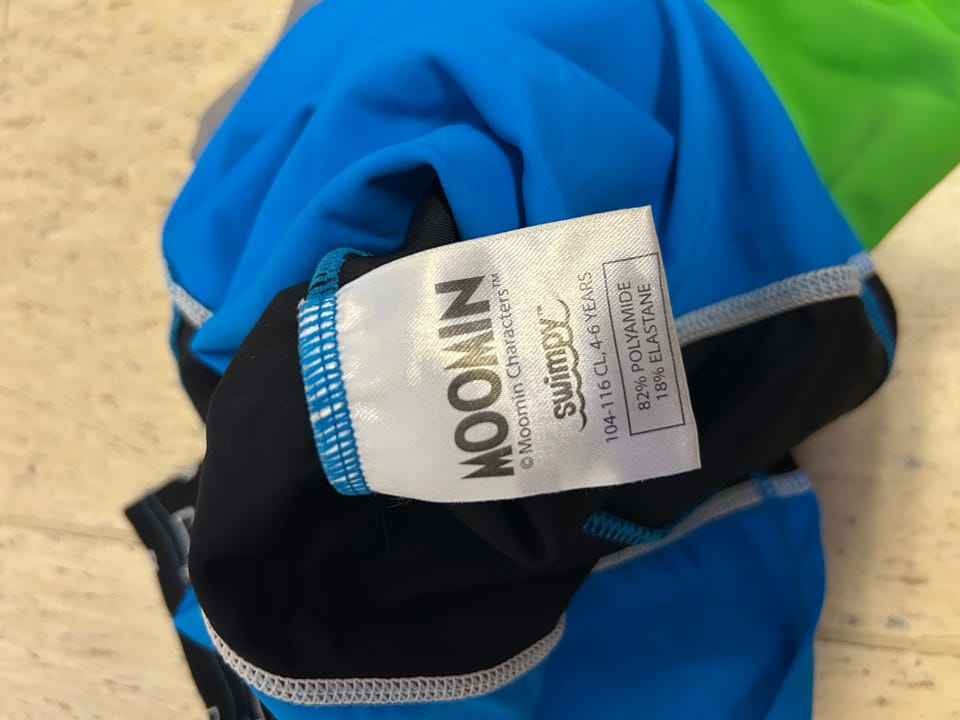 MOOMIN
© Moomin Characters™
swimpy
104-116 CL, 4-6 YEARS
82% POLYAMIDE
18% ELASTANE